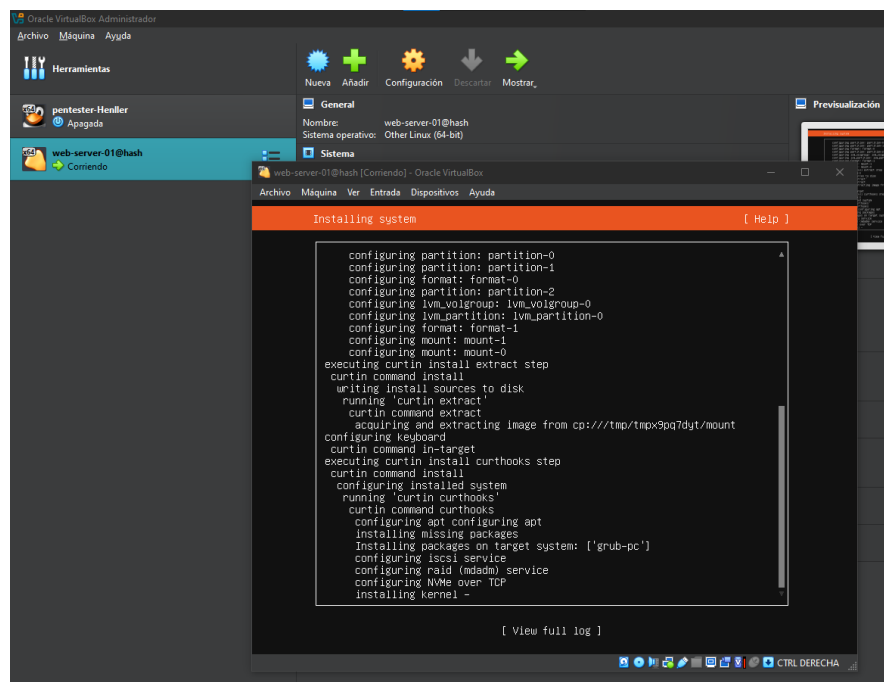 Oracle VirtualBox Administrador
Archivo Máquina Ayuda
Herramientas
Nueva Añadir Configuración Descartar Mostrar
pentester-Henller
Apagada
web-server-01@hash
Corriendo
General
Nombre: web-server-01@hash
Sistema operativo: Other Linux (64-bit)
Sistema
Previsualización
web-server-01@hash [Corriendo] - Oracle VirtualBox
Archivo Máquina Ver Entrada Dispositivos Ayuda
Installing system [ Help ]
configuring partition: partition-0
configuring partition: partition-1
configuring format: format-0
configuring partition: partition-2
configuring lvm_volgroup: lvm_volgroup-0
configuring lvm_partition: lvm_partition-0
configuring format: format-1
configuring mount: mount-1
configuring mount: mount-0
executing curtin install extract step
curtin command install
writing install sources to disk
running 'curtin extract'
curtin command extract
acquiring and extracting image from cp:///tmp/tmpx9pq7dyt/mount
configuring keyboard
curtin command in-target
executing curtin install curthooks step
curtin command install
configuring installed system
running 'curtin curthooks'
curtin command curthooks
configuring apt configuring apt
installing missing packages
Installing packages on target system: ['grub-pc']
configuring iscsi service
configuring raid (mdadm) service
configuring NVMe over TCP
installing kernel -
[ View full log ]
CTRL DERECHA